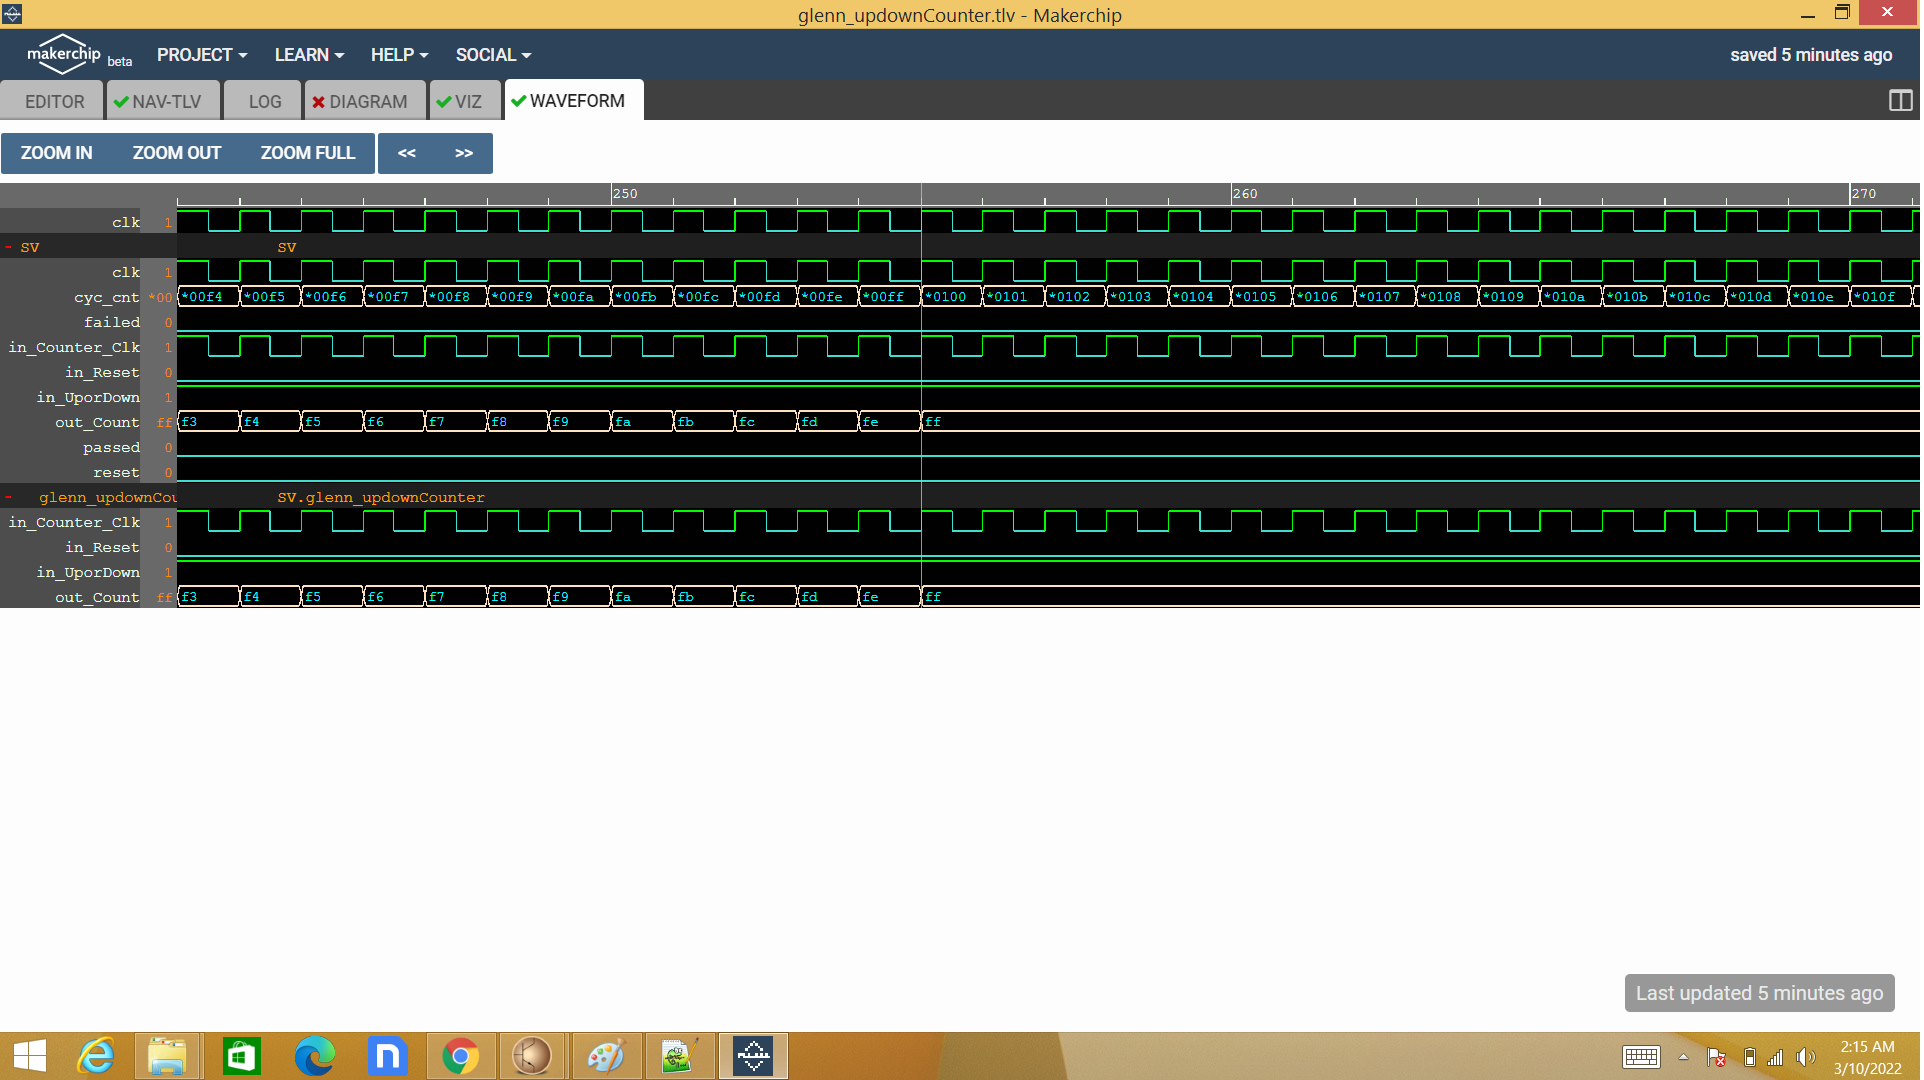 glenn_updownCounter.tlv - Makerchip
makerchip beta PROJECT LEARN HELP SOCIAL saved 5 minutes ago
EDITOR NAV-TLV LOG DIAGRAM VIZ WAVEFORM
ZOOM IN ZOOM OUT ZOOM FULL << >>
250 260 270
clk 1
- SV SV
clk 1
cyc_cnt *00 *00f4 *00f5 *00f6 *00f7 *00f8 *00f9 *00fa *00fb *00fc *00fd *00fe *00ff *0100 *0101 *0102 *0103 *0104 *0105 *0106 *0107 *0108 *0109 *010a *010b *010c *010d *010e *010f
failed 0
in_Counter_Clk 1
in_Reset 0
in_UporDown 1
out_Count ff f3 f4 f5 f6 f7 f8 f9 fa fb fc fd fe ff
passed 0
reset 0
- glenn_updownCou SV.glenn_updownCounter
in_Counter_Clk 1
in_Reset 0
in_UporDown 1
out_Count ff f3 f4 f5 f6 f7 f8 f9 fa fb fc fd fe ff
Last updated 5 minutes ago
2:15 AM
3/10/2022